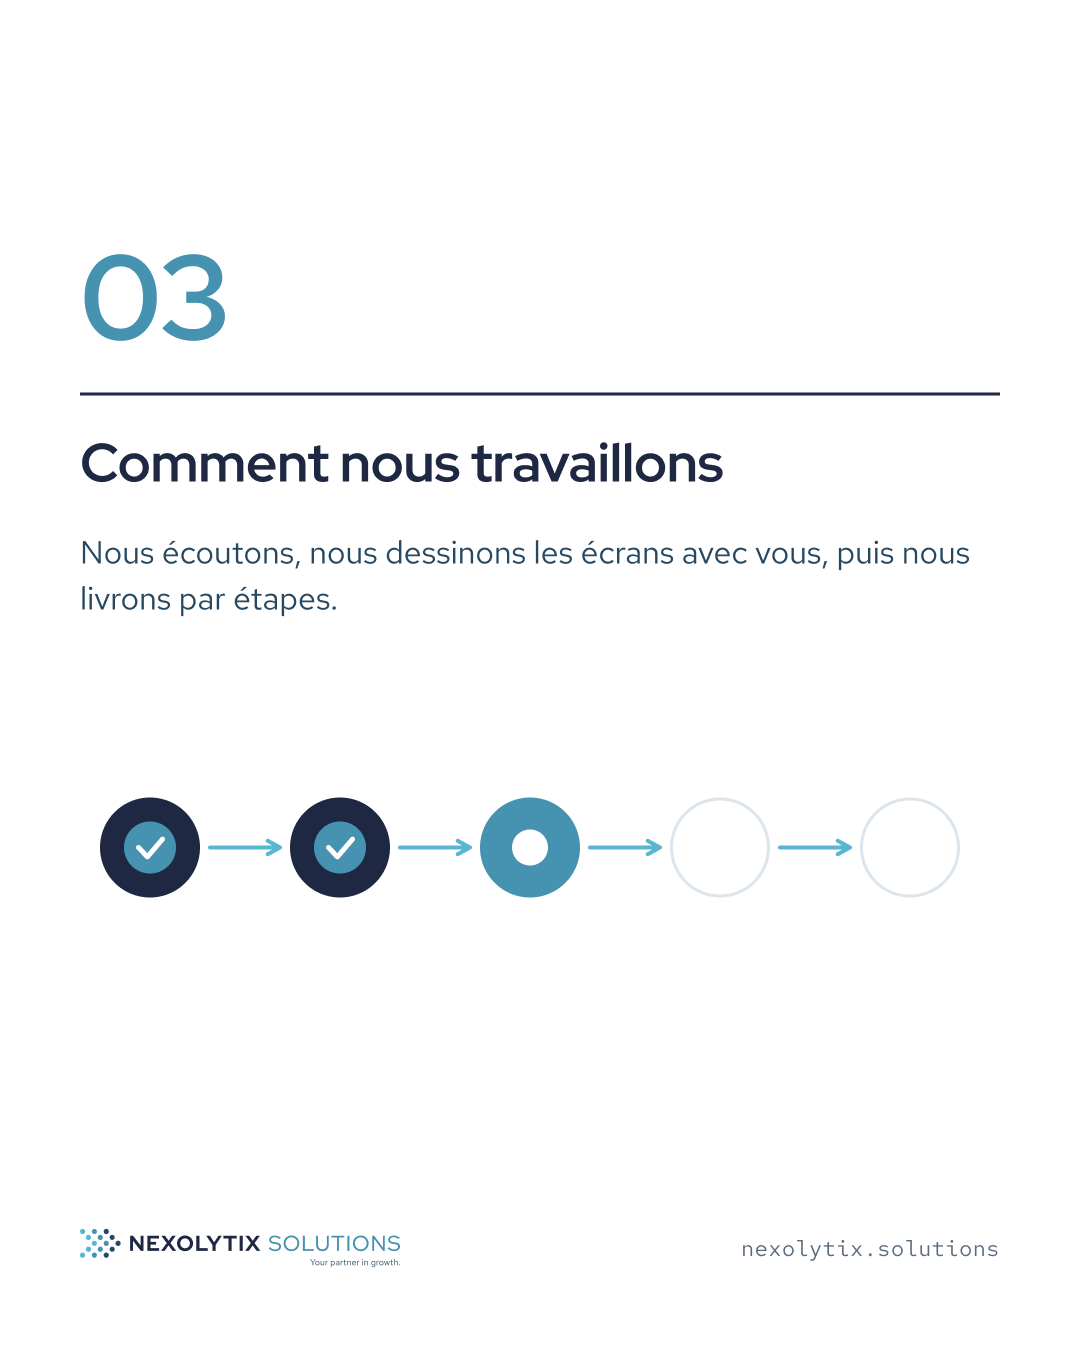 03
Comment nous travaillons
Nous écoutons, nous dessinons les écrans avec vous, puis nous
livrons par étapes.
NEXOLYTIX SOLUTIONS
Your partner in growth.
nexolytix.solutions